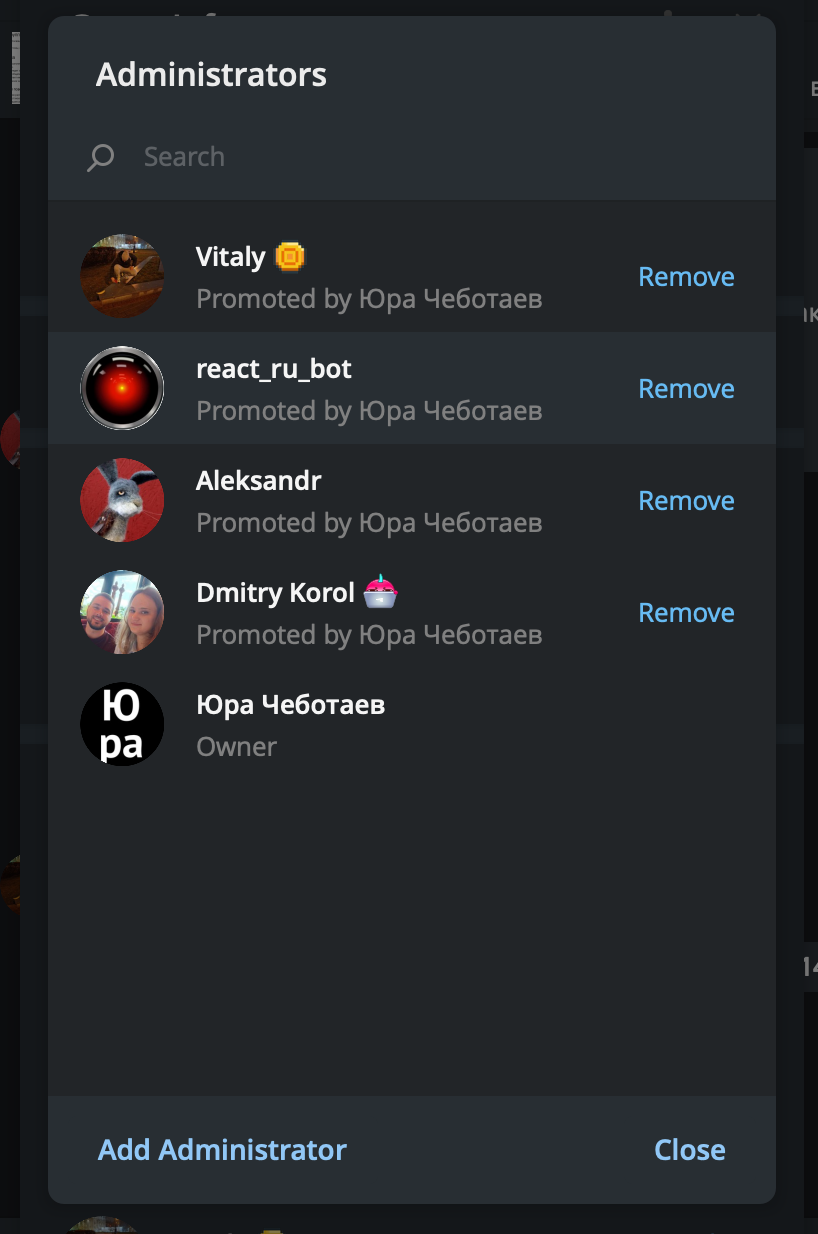 Administrators
Search
Vitaly
Promoted by Юра Чеботаев
Remove
react_ru_bot
Promoted by Юра Чеботаев
Remove
Aleksandr
Promoted by Юра Чеботаев
Remove
Dmitry Korol
Promoted by Юра Чеботаев
Remove
Ю
ра
Юра Чеботаев
Owner
Add Administrator
Close